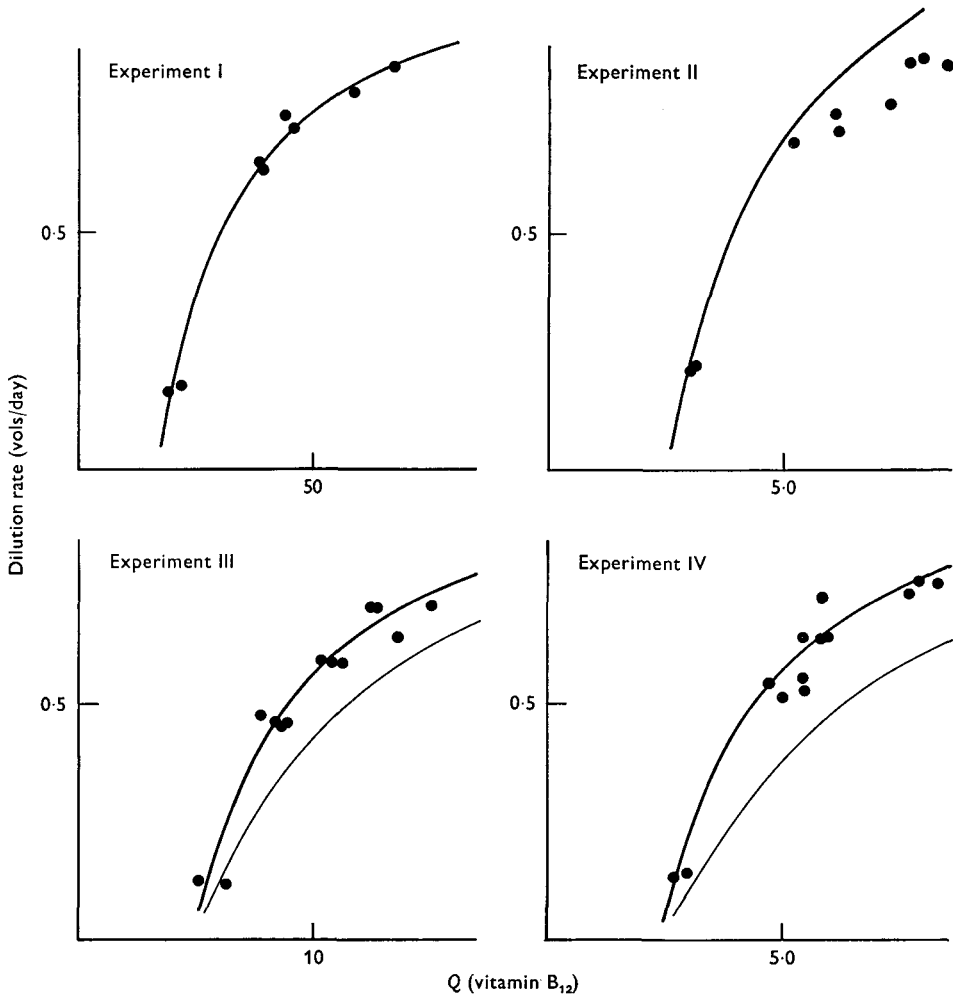 Experiment I
0·5
50
Experiment II
0·5
5·0
Dilution rate (vols/day)
Experiment III
0·5
10
Experiment IV
0·5
5·0
Q (vitamin B₁₂)